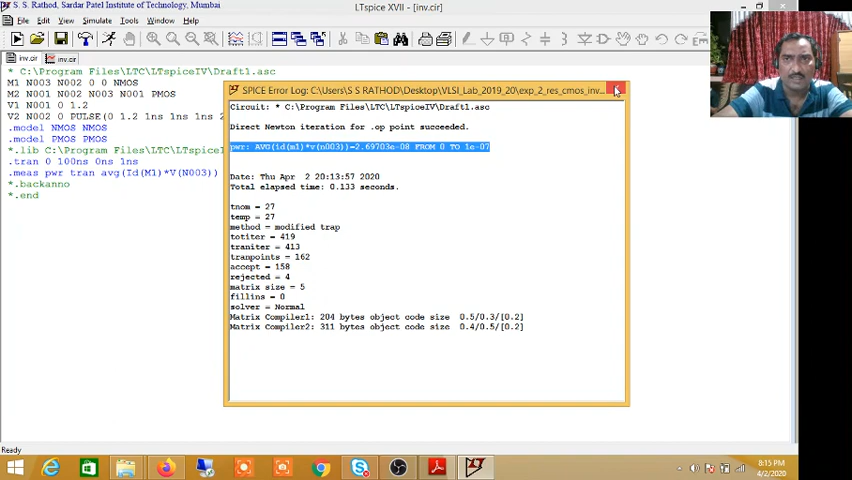 S. S. Rathod, Sardar Patel Institute of Technology, Mumbai
LTspice XVII - [inv.cir]
File Edit View Simulate Tools Window Help
inv.cir inv.cir
* C:\Program Files\LTC\LTspiceIV\Draft1.asc
M1 N003 N002 0 0 NMOS
M2 N001 N002 N003 N001 PMOS
V1 N001 0 1.2
V2 N002 0 PULSE(0 1.2 1ns 1ns
.model NMOS NMOS
.model PMOS PMOS
*.lib C:\Program Files\LTC\LTspi
.tran 0 100ns 0ns 1ns
.meas pwr tran avg(Id(M1)*V(N003))
*.backanno
*.end
SPICE Error Log: C:\Users\S S RATHOD\Desktop\VLSI_Lab_2019_20\exp_2_res_cmos_inv...
Circuit: * C:\Program Files\LTC\LTspiceIV\Draft1.asc
Direct Newton iteration for .op point succeeded.
pwr: AVG(id(m1)*v(n003))=2.69703e-08 FROM 0 TO 1e-07
Date: Thu Apr 2 20:13:57 2020
Total elapsed time: 0.133 seconds.
tnom = 27
temp = 27
method = modified trap
totiter = 419
traniter = 413
tranpoints = 162
accept = 158
rejected = 4
matrix size = 5
fillins = 0
solver = Normal
Matrix Compiler1: 204 bytes object code size 0.5/0.3/[0.2]
Matrix Compiler2: 311 bytes object code size 0.4/0.5/[0.2]
Ready
8:15 PM
4/2/2020